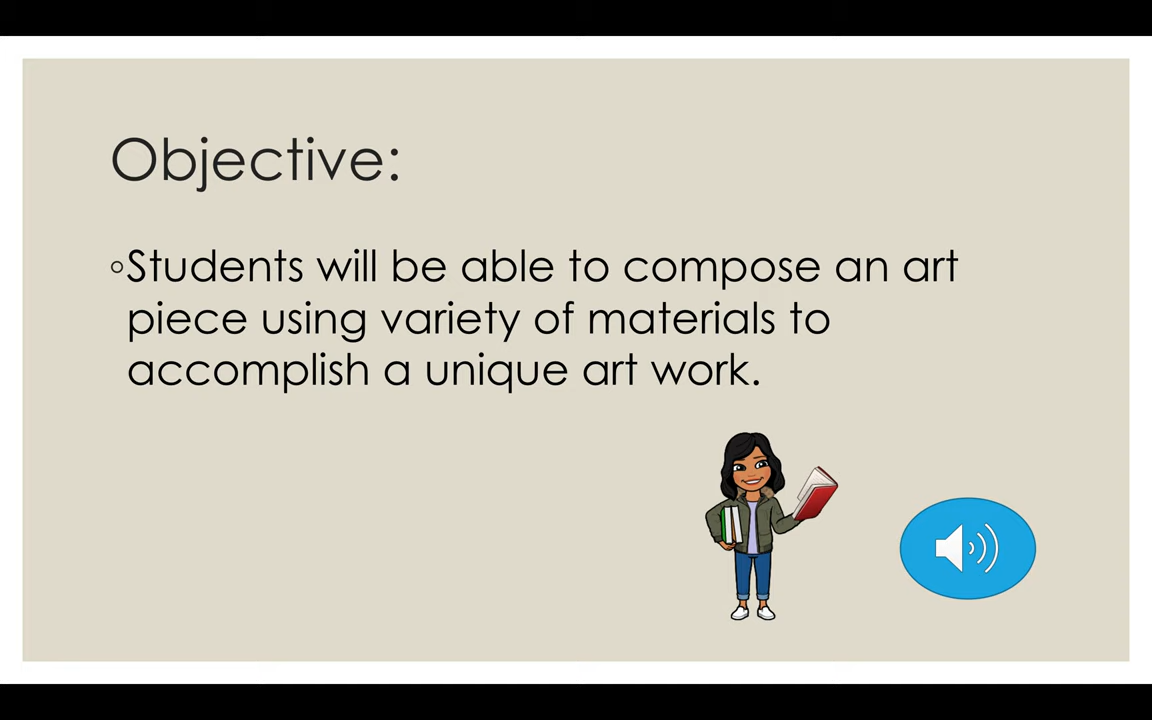 Objective:
◦Students will be able to compose an art
piece using variety of materials to
accomplish a unique art work.